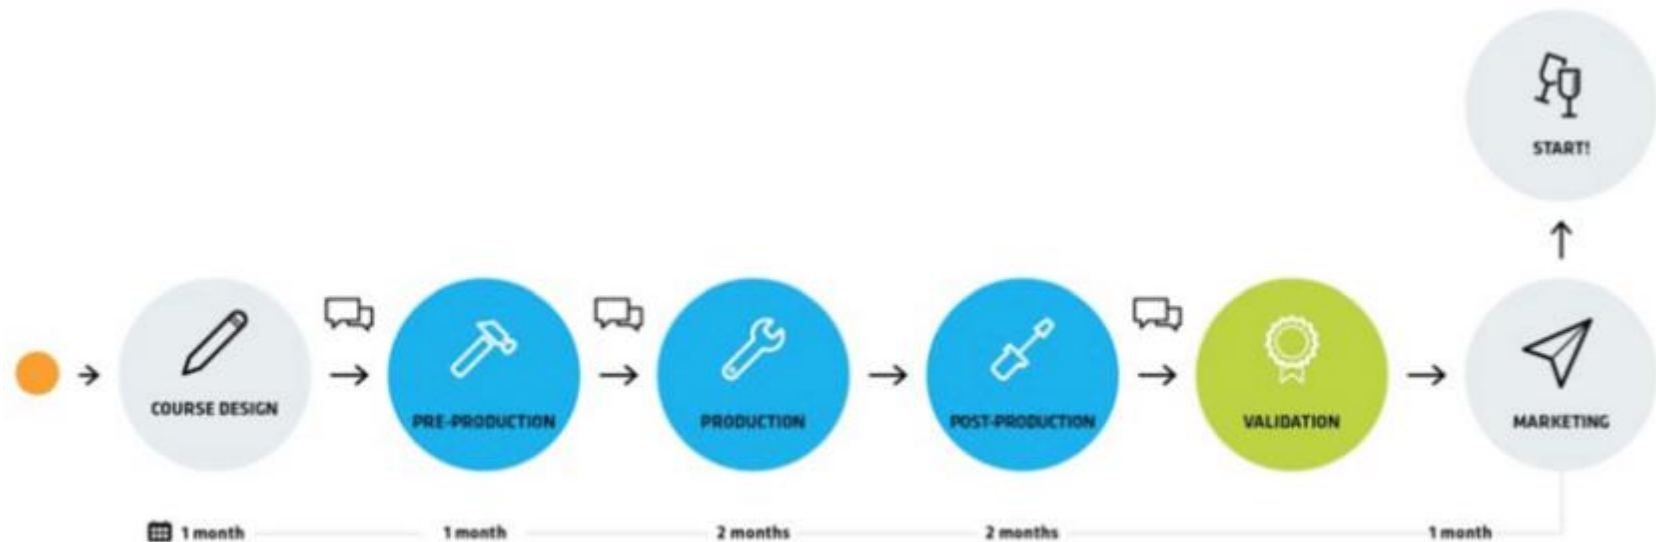 START!
COURSE DESIGN
PRE-PRODUCTION
PRODUCTION
POST-PRODUCTION
VALIDATION
MARKETING
1 month
1 month
2 months
2 months
1 month